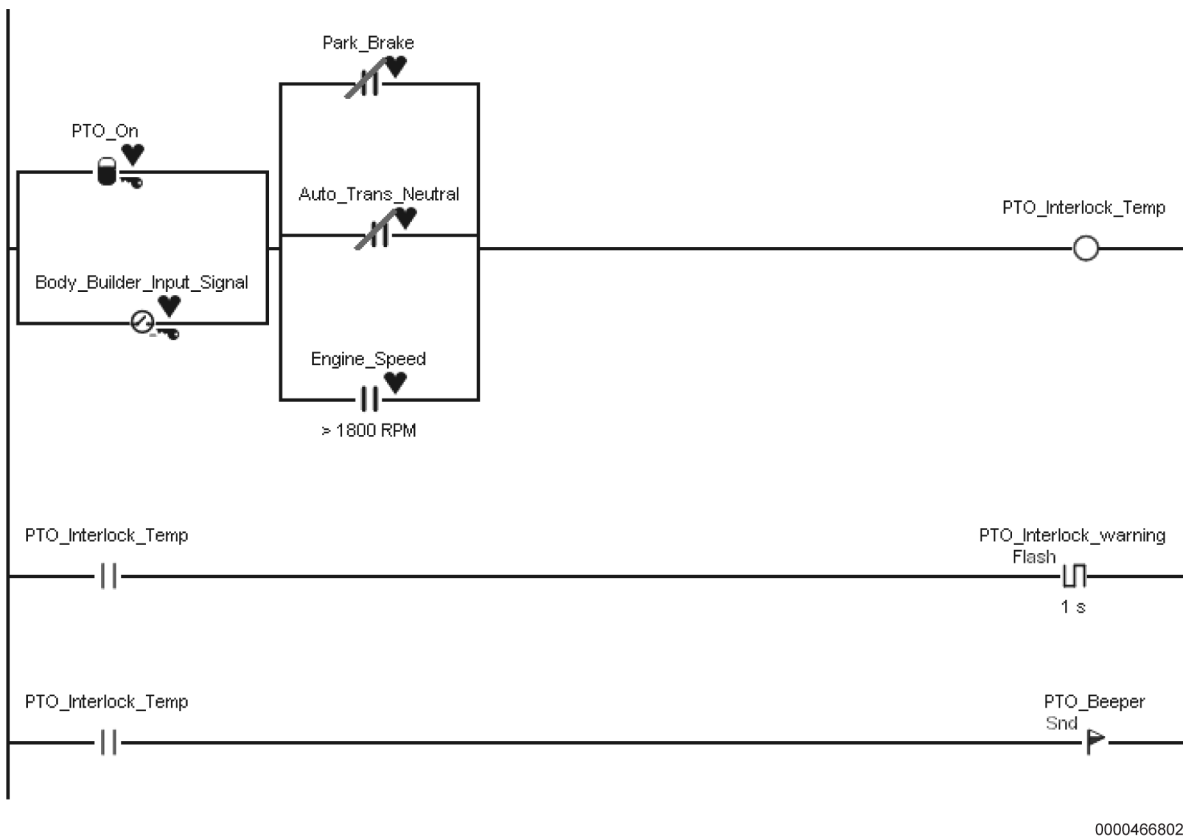 Park_Brake
PTO_On
Auto_Trans_Neutral
PTO_Interlock_Temp
Body_Builder_Input_Signal
Engine_Speed
> 1800 RPM
PTO_Interlock_Temp
PTO_Interlock_warning
Flash
1 s
PTO_Interlock_Temp
PTO_Beeper
Snd
0000466802